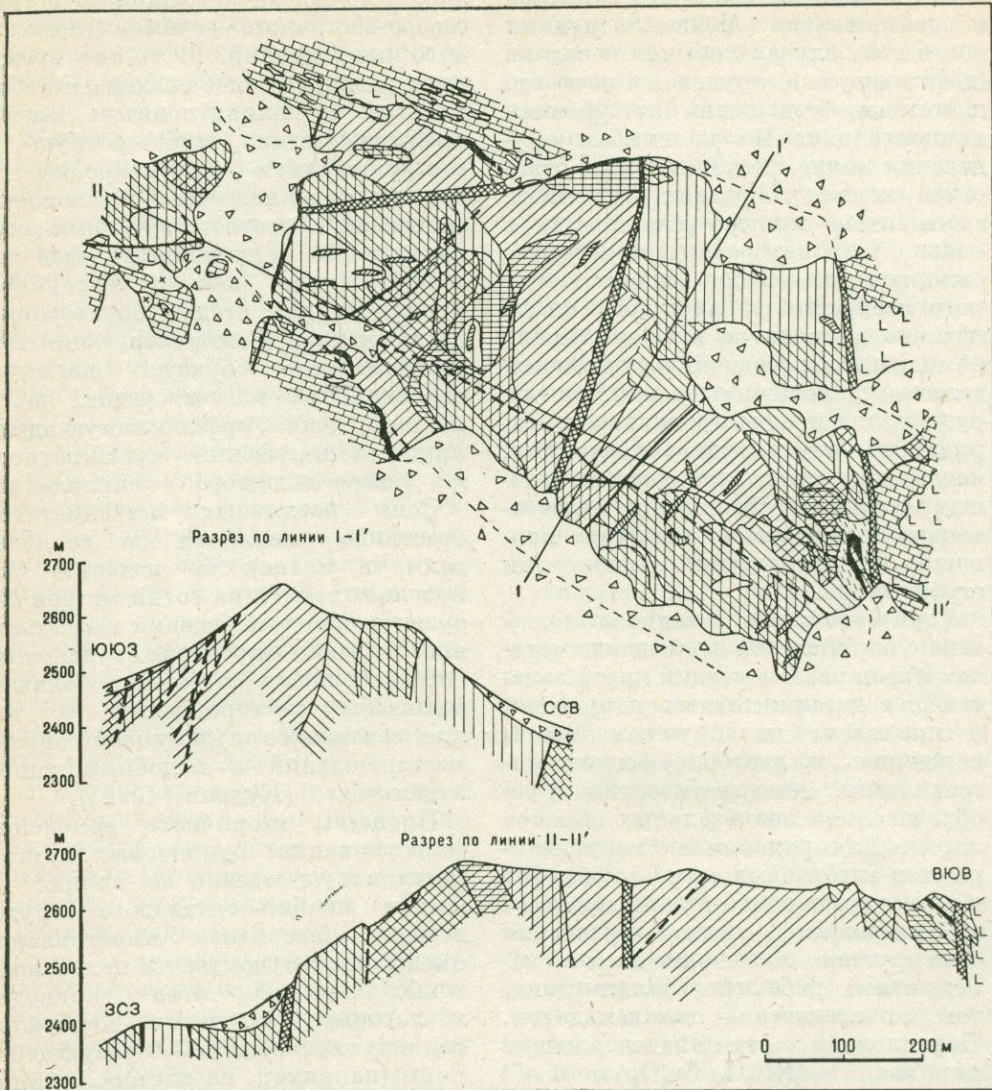 I'
II
I
II'
Разрез по линии I-I'
м
2700
2600
2500
2400
2300
ЮЮЗ
ССВ
Разрез по линии II-II'
м
2700
2600
2500
2400
2300
ЗСЗ
ВЮВ
0 100 200 м